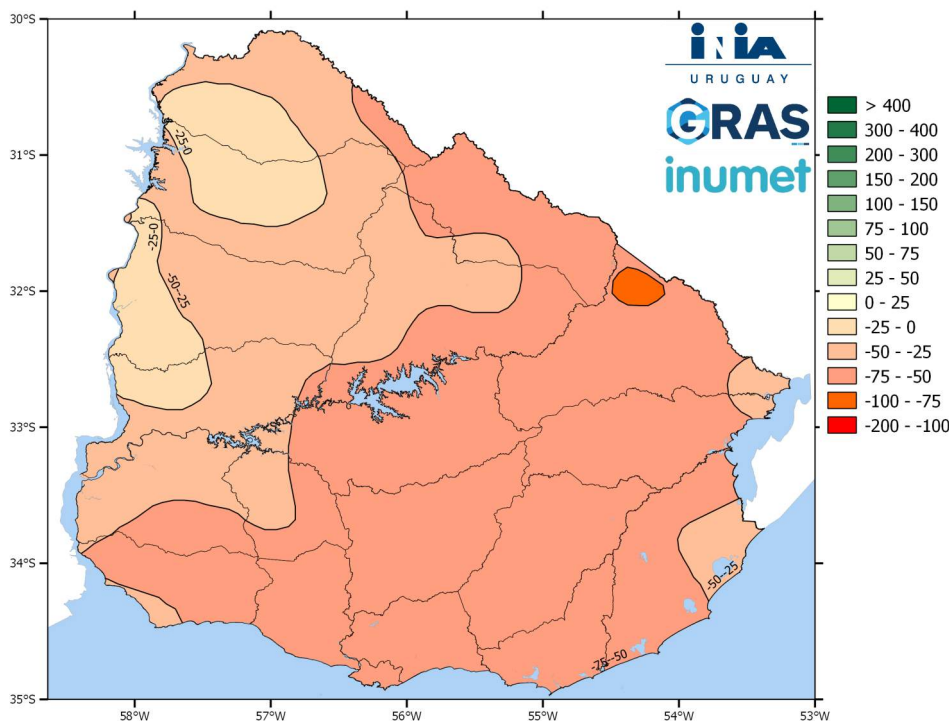 30°S
31°S
32°S
33°S
34°S
35°S
58°W
57°W
56°W
55°W
54°W
53°W
iNiA
URUGUAY
GRAS
inumet
> 400
300 - 400
200 - 300
150 - 200
100 - 150
75 - 100
50 - 75
25 - 50
0 - 25
-25 - 0
-50 - -25
-75 - -50
-100 - -75
-200 - -100
-25-0
-25-0
-50--25
-50--25
-75--50